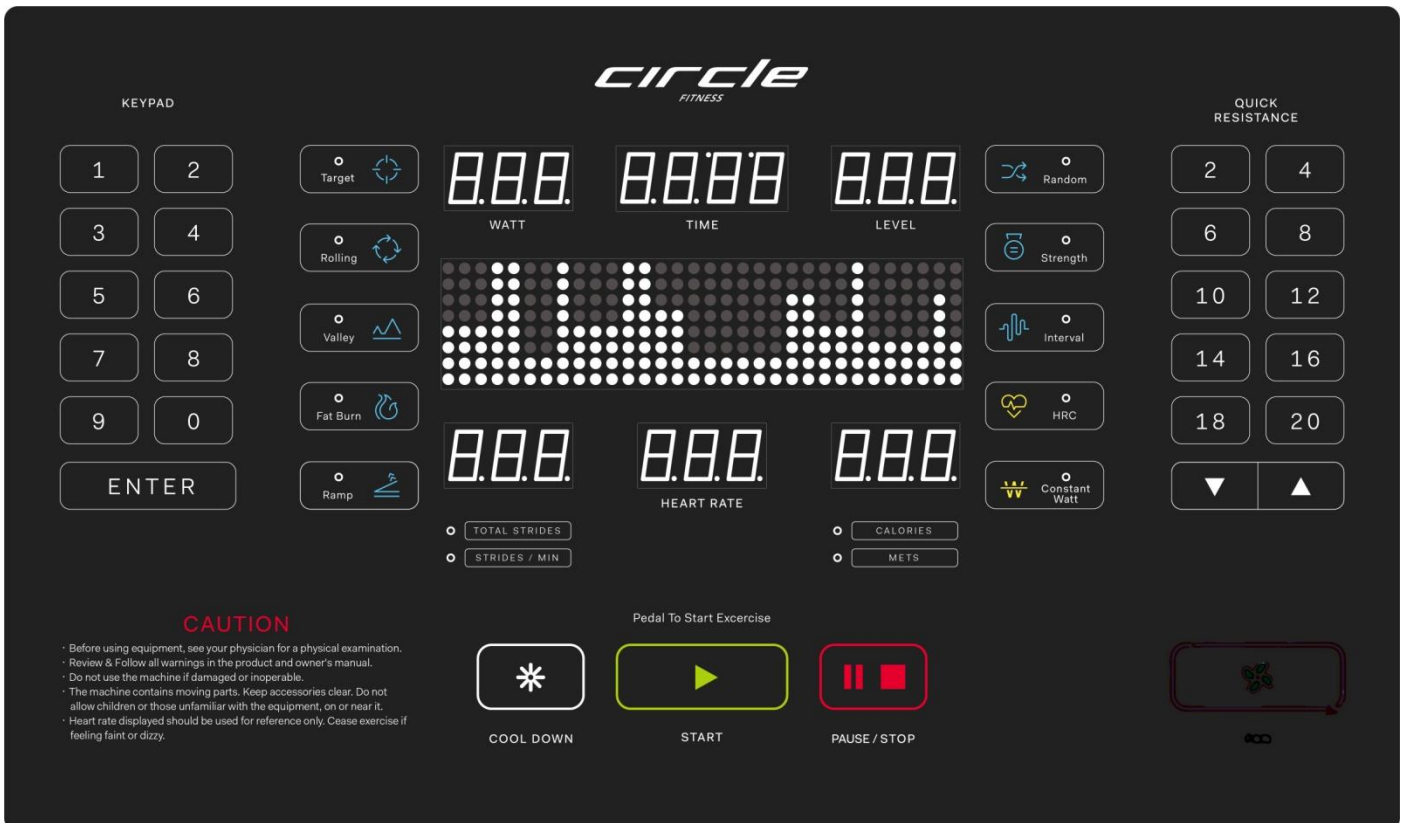 circle
FITNESS
KEYPAD
1 2
3 4
5 6
7 8
9 0
ENTER
Target
Rolling
Valley
Fat Burn
Ramp
WATT
TIME
LEVEL
HEART RATE
TOTAL STRIDES
STRIDES / MIN
CALORIES
METS
Random
Strength
Interval
HRC
Constant
Watt
QUICK
RESISTANCE
2 4
6 8
10 12
14 16
18 20
CAUTION
· Before using equipment, see your physician for a physical examination.
· Review & Follow all warnings in the product and owner's manual.
· Do not use the machine if damaged or inoperable.
· The machine contains moving parts. Keep accessories clear. Do not
allow children or those unfamiliar with the equipment, on or near it.
· Heart rate displayed should be used for reference only. Cease exercise if
feeling faint or dizzy.
Pedal To Start Excercise
COOL DOWN
START
PAUSE / STOP